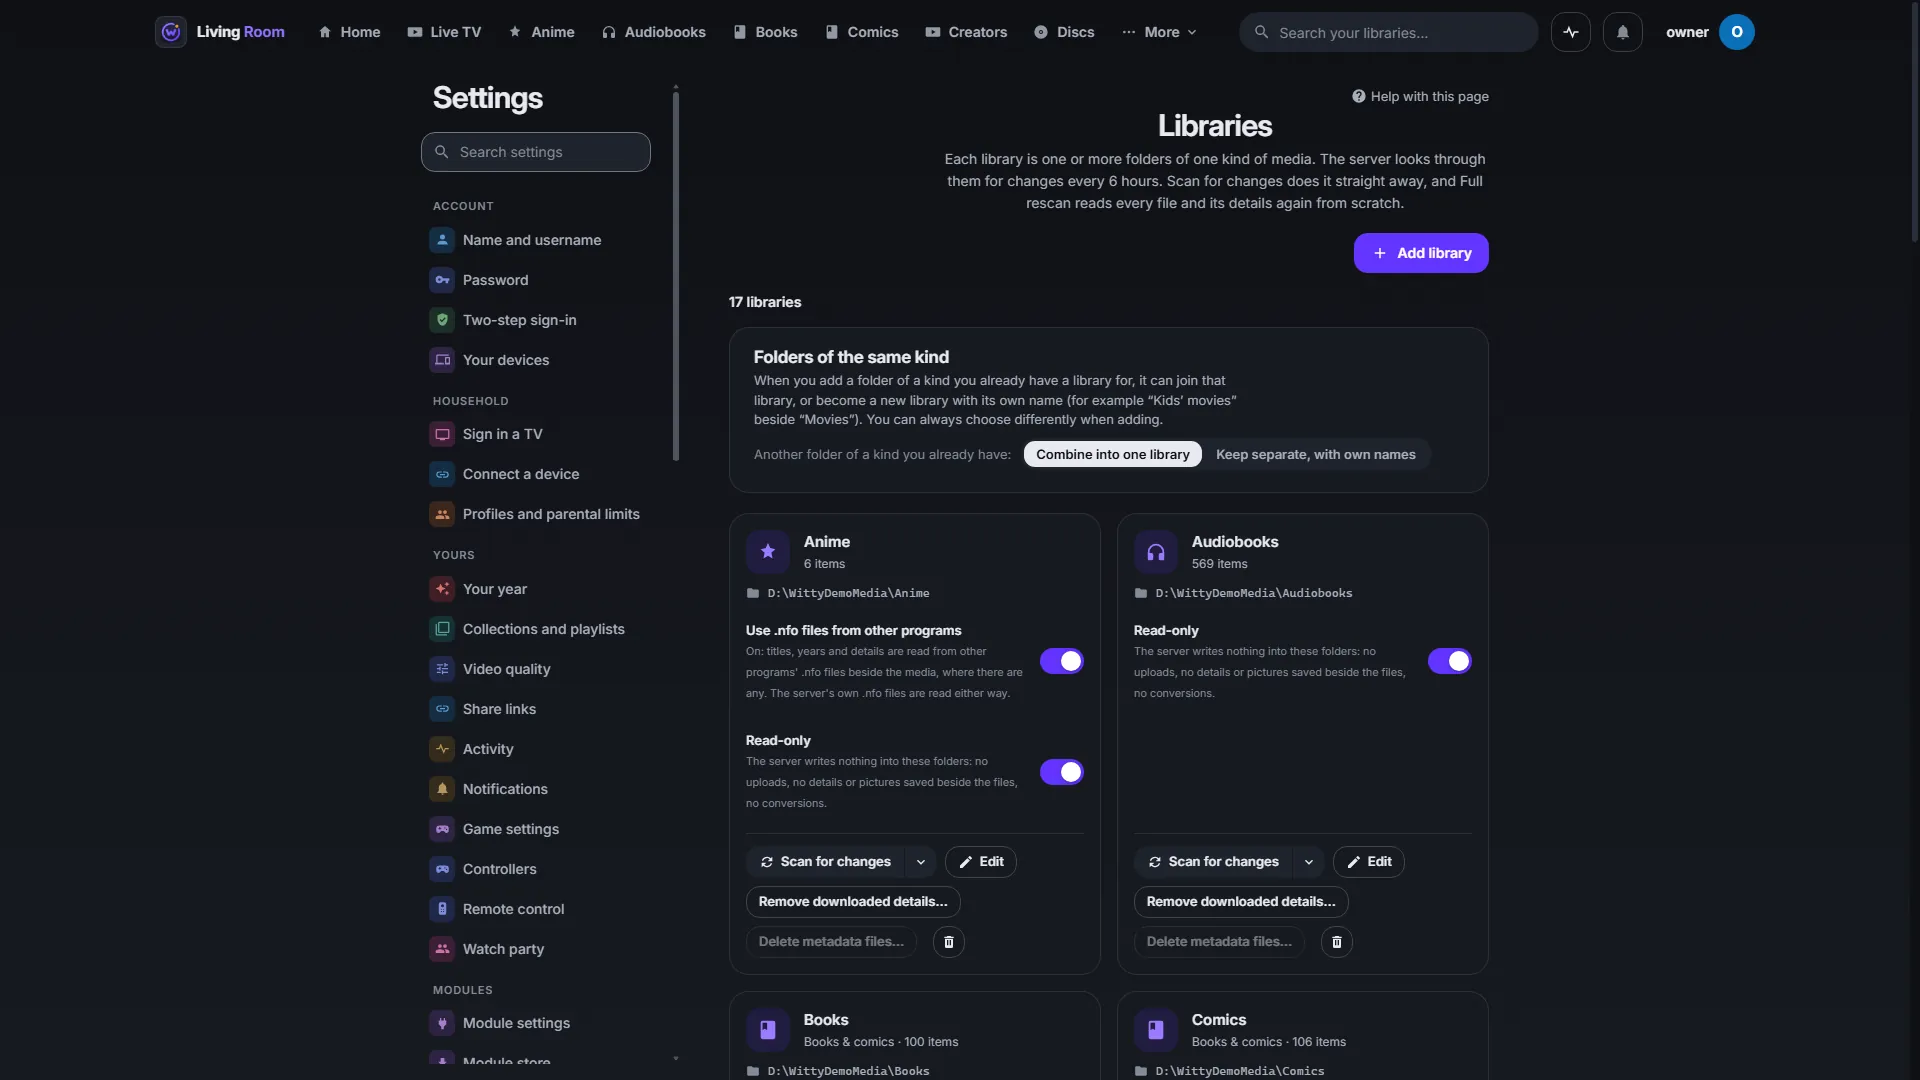 Living Room
Home
Live TV
Anime
Audiobooks
Books
Comics
Creators
Discs
More
Search your libraries...
owner
O
Settings
Search settings
ACCOUNT
Name and username
Password
Two-step sign-in
Your devices
HOUSEHOLD
Sign in a TV
Connect a device
Profiles and parental limits
YOURS
Your year
Collections and playlists
Video quality
Share links
Activity
Notifications
Game settings
Controllers
Remote control
Watch party
MODULES
Module settings
Module store
Help with this page
Libraries
Each library is one or more folders of one kind of media. The server looks through
them for changes every 6 hours. Scan for changes does it straight away, and Full
rescan reads every file and its details again from scratch.
Add library
17 libraries
Folders of the same kind
When you add a folder of a kind you already have a library for, it can join that
library, or become a new library with its own name (for example “Kids’ movies”
beside “Movies”). You can always choose differently when adding.
Another folder of a kind you already have:
Combine into one library
Keep separate, with own names
Anime
6 items
D:\WittyDemoMedia\Anime
Use .nfo files from other programs
On: titles, years and details are read from other
programs' .nfo files beside the media, where there are
any. The server's own .nfo files are read either way.
Read-only
The server writes nothing into these folders: no
uploads, no details or pictures saved beside the files,
no conversions.
Scan for changes
Edit
Remove downloaded details...
Delete metadata files...
Audiobooks
569 items
D:\WittyDemoMedia\Audiobooks
Read-only
The server writes nothing into these folders: no
uploads, no details or pictures saved beside the files,
no conversions.
Scan for changes
Edit
Remove downloaded details...
Delete metadata files...
Books
Books & comics · 100 items
D:\WittyDemoMedia\Books
Comics
Books & comics · 106 items
D:\WittyDemoMedia\Comics